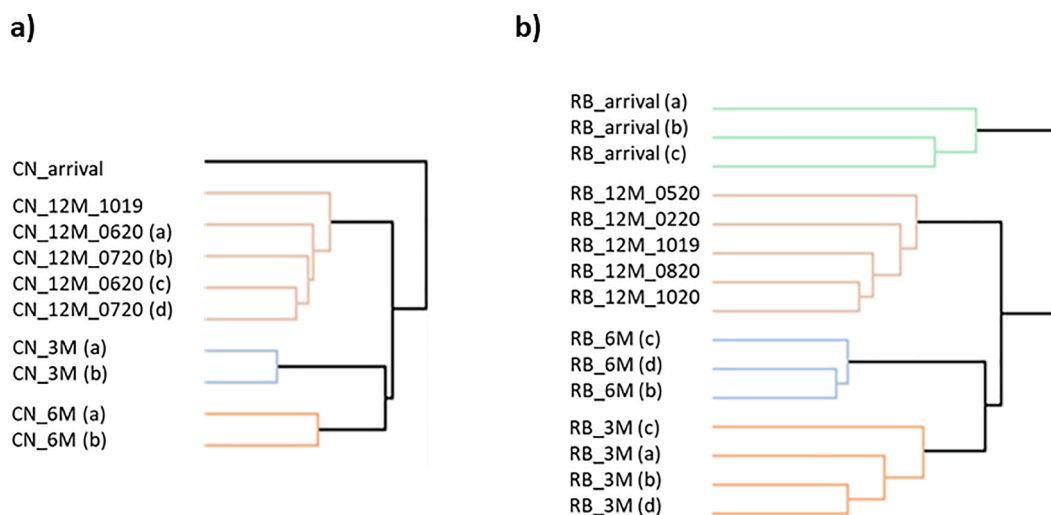 a)
CN_arrival
CN_12M_1019
CN_12M_0620 (a)
CN_12M_0720 (b)
CN_12M_0620 (c)
CN_12M_0720 (d)
CN_3M (a)
CN_3M (b)
CN_6M (a)
CN_6M (b)
b)
RB_arrival (a)
RB_arrival (b)
RB_arrival (c)
RB_12M_0520
RB_12M_0220
RB_12M_1019
RB_12M_0820
RB_12M_1020
RB_6M (c)
RB_6M (d)
RB_6M (b)
RB_3M (c)
RB_3M (a)
RB_3M (b)
RB_3M (d)